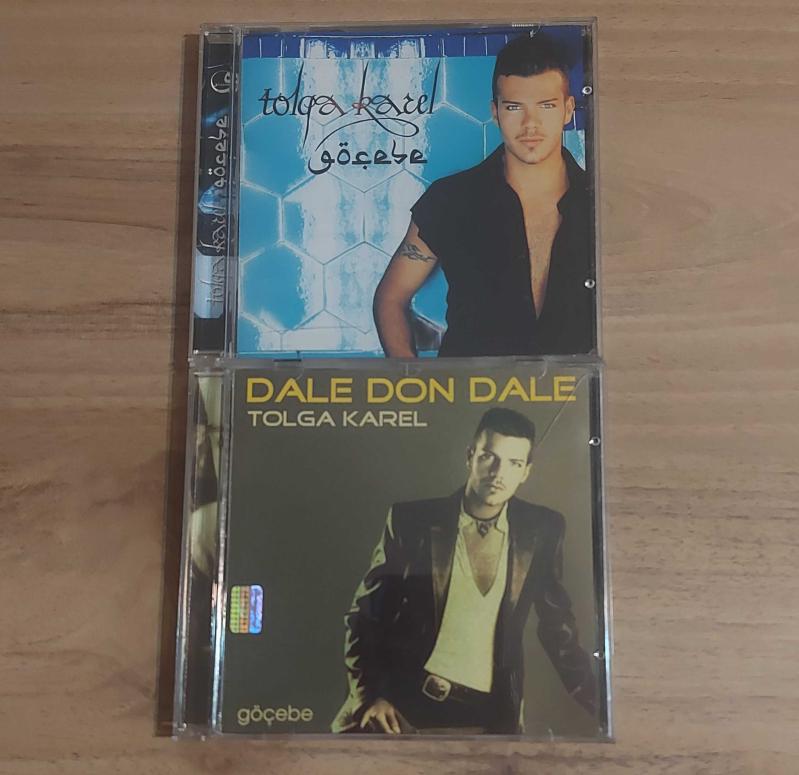 tolga karel
göçebe
tolga karel göçebe
DALE DON DALE
TOLGA KAREL
göçebe